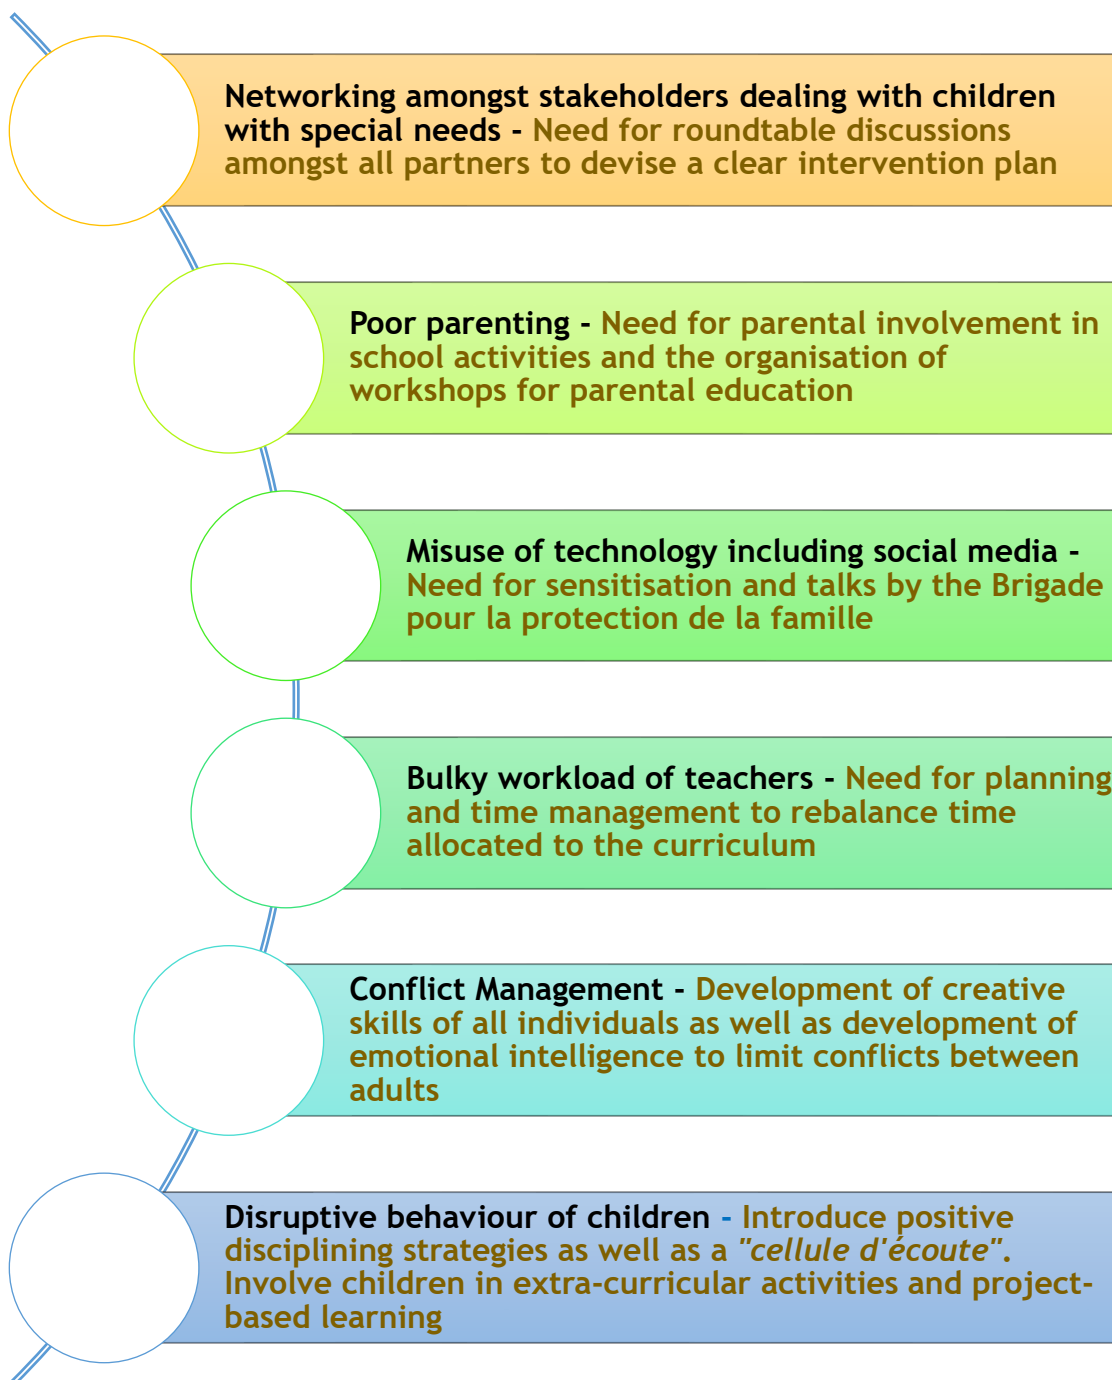 Networking amongst stakeholders dealing with children
with special needs - Need for roundtable discussions
amongst all partners to devise a clear intervention plan
Poor parenting - Need for parental involvement in
school activities and the organisation of
workshops for parental education
Misuse of technology including social media -
Need for sensitisation and talks by the Brigade
pour la protection de la famille
Bulky workload of teachers - Need for planning
and time management to rebalance time
allocated to the curriculum
Conflict Management - Development of creative
skills of all individuals as well as development of
emotional intelligence to limit conflicts between
adults
Disruptive behaviour of children - Introduce positive
disciplining strategies as well as a "cellule d'écoute".
Involve children in extra-curricular activities and project-
based learning